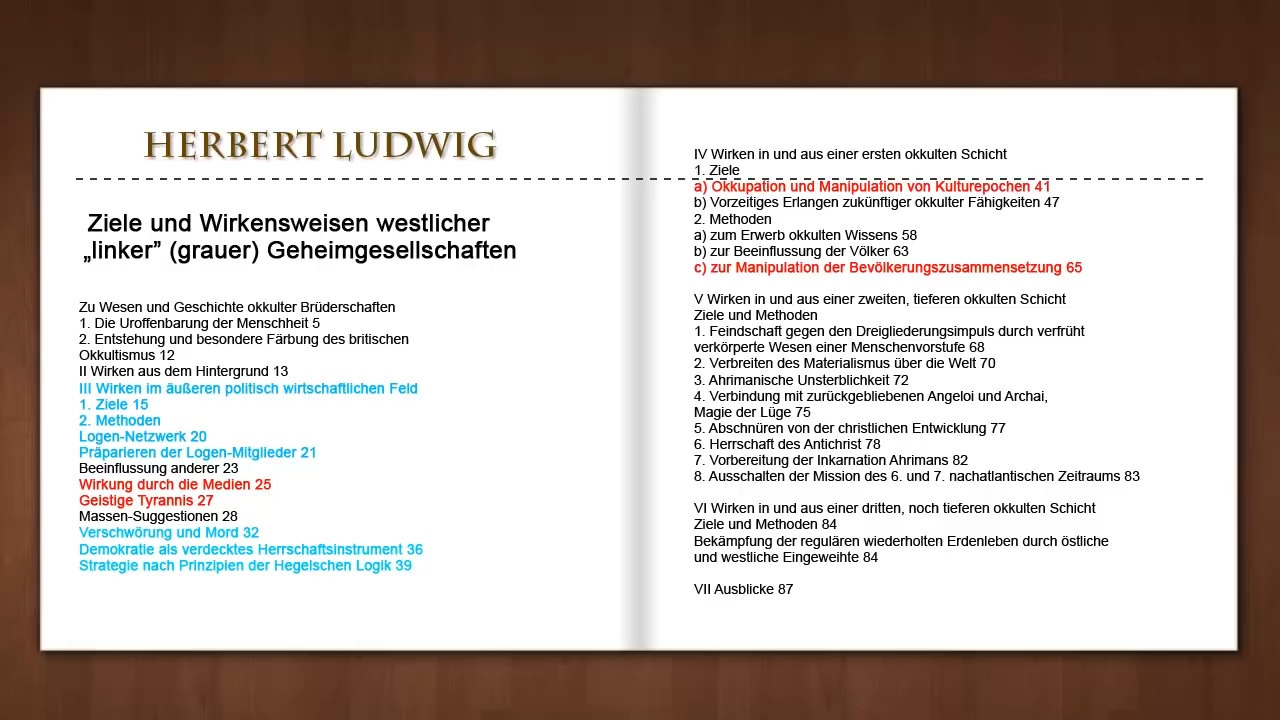 HERBERT LUDWIG
Ziele und Wirkensweisen westlicher
„linker” (grauer) Geheimgesellschaften
Zu Wesen und Geschichte okkulter Brüderschaften
1. Die Uroffenbarung der Menschheit 5
2. Entstehung und besondere Färbung des britischen
Okkultismus 12
II Wirken aus dem Hintergrund 13
III Wirken im äußeren politisch wirtschaftlichen Feld
1. Ziele 15
2. Methoden
Logen-Netzwerk 20
Präparieren der Logen-Mitglieder 21
Beeinflussung anderer 23
Wirkung durch die Medien 25
Geistige Tyrannis 27
Massen-Suggestionen 28
Verschwörung und Mord 32
Demokratie als verdecktes Herrschaftsinstrument 36
Strategie nach Prinzipien der Hegelschen Logik 39
IV Wirken in und aus einer ersten okkulten Schicht
1. Ziele
a) Okkupation und Manipulation von Kulturepochen 41
b) Vorzeitiges Erlangen zukünftiger okkulter Fähigkeiten 47
2. Methoden
a) zum Erwerb okkulten Wissens 58
b) zur Beeinflussung der Völker 63
c) zur Manipulation der Bevölkerungszusammensetzung 65
V Wirken in und aus einer zweiten, tieferen okkulten Schicht
Ziele und Methoden
1. Feindschaft gegen den Dreigliederungsimpuls durch verfrüht
verkörperte Wesen einer Menschenvorstufe 68
2. Verbreiten des Materialismus über die Welt 70
3. Ahrimanische Unsterblichkeit 72
4. Verbindung mit zurückgebliebenen Angeloi und Archai,
Magie der Lüge 75
5. Abschnüren von der christlichen Entwicklung 77
6. Herrschaft des Antichrist 78
7. Vorbereitung der Inkarnation Ahrimans 82
8. Ausschalten der Mission des 6. und 7. nachatlantischen Zeitraums 83
VI Wirken in und aus einer dritten, noch tieferen okkulten Schicht
Ziele und Methoden 84
Bekämpfung der regulären wiederholten Erdenleben durch östliche
und westliche Eingeweihte 84
VII Ausblicke 87